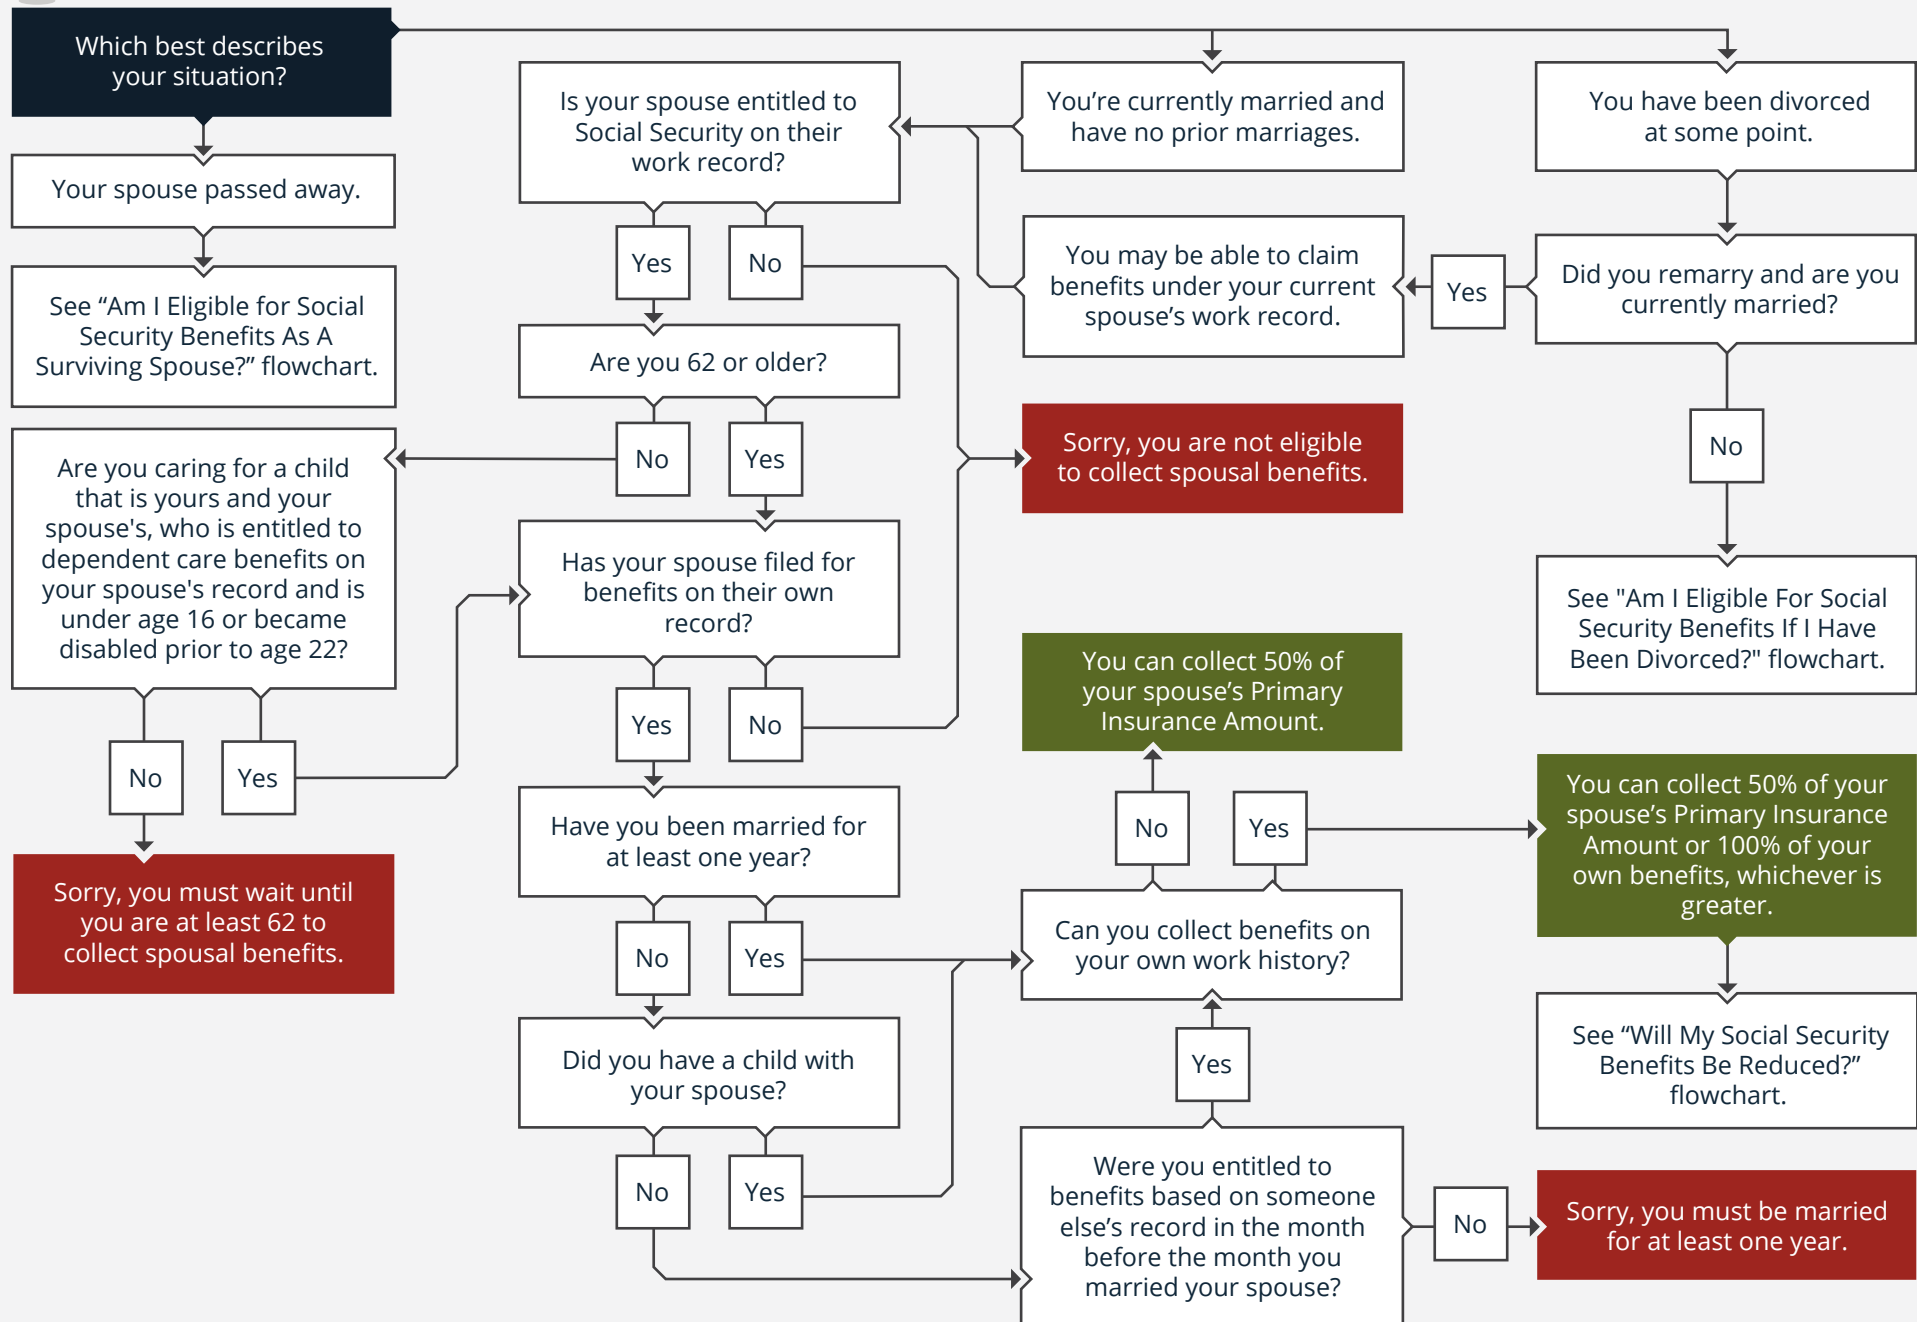 Which best describes
your situation?
Your spouse passed away.
See “Am I Eligible for Social
Security Benefits As A
Surviving Spouse?” flowchart.
You’re currently married and
have no prior marriages.
You have been divorced
at some point.
Did you remarry and are you
currently married?
Yes
You may be able to claim
benefits under your current
spouse’s work record.
No
See "Am I Eligible For Social
Security Benefits If I Have
Been Divorced?" flowchart.
Is your spouse entitled to
Social Security on their
work record?
Yes
No
Are you 62 or older?
No
Yes
Sorry, you are not eligible
to collect spousal benefits.
Are you caring for a child
that is yours and your
spouse's, who is entitled to
dependent care benefits on
your spouse's record and is
under age 16 or became
disabled prior to age 22?
No
Yes
Sorry, you must wait until
you are at least 62 to
collect spousal benefits.
Has your spouse filed for
benefits on their own
record?
Yes
No
Have you been married for
at least one year?
No
Yes
Did you have a child with
your spouse?
No
Yes
You can collect 50% of
your spouse’s Primary
Insurance Amount.
No
Yes
Can you collect benefits on
your own work history?
Yes
Were you entitled to
benefits based on someone
else’s record in the month
before the month you
married your spouse?
No
Sorry, you must be married
for at least one year.
You can collect 50% of your
spouse’s Primary Insurance
Amount or 100% of your
own benefits, whichever is
greater.
See “Will My Social Security
Benefits Be Reduced?”
flowchart.